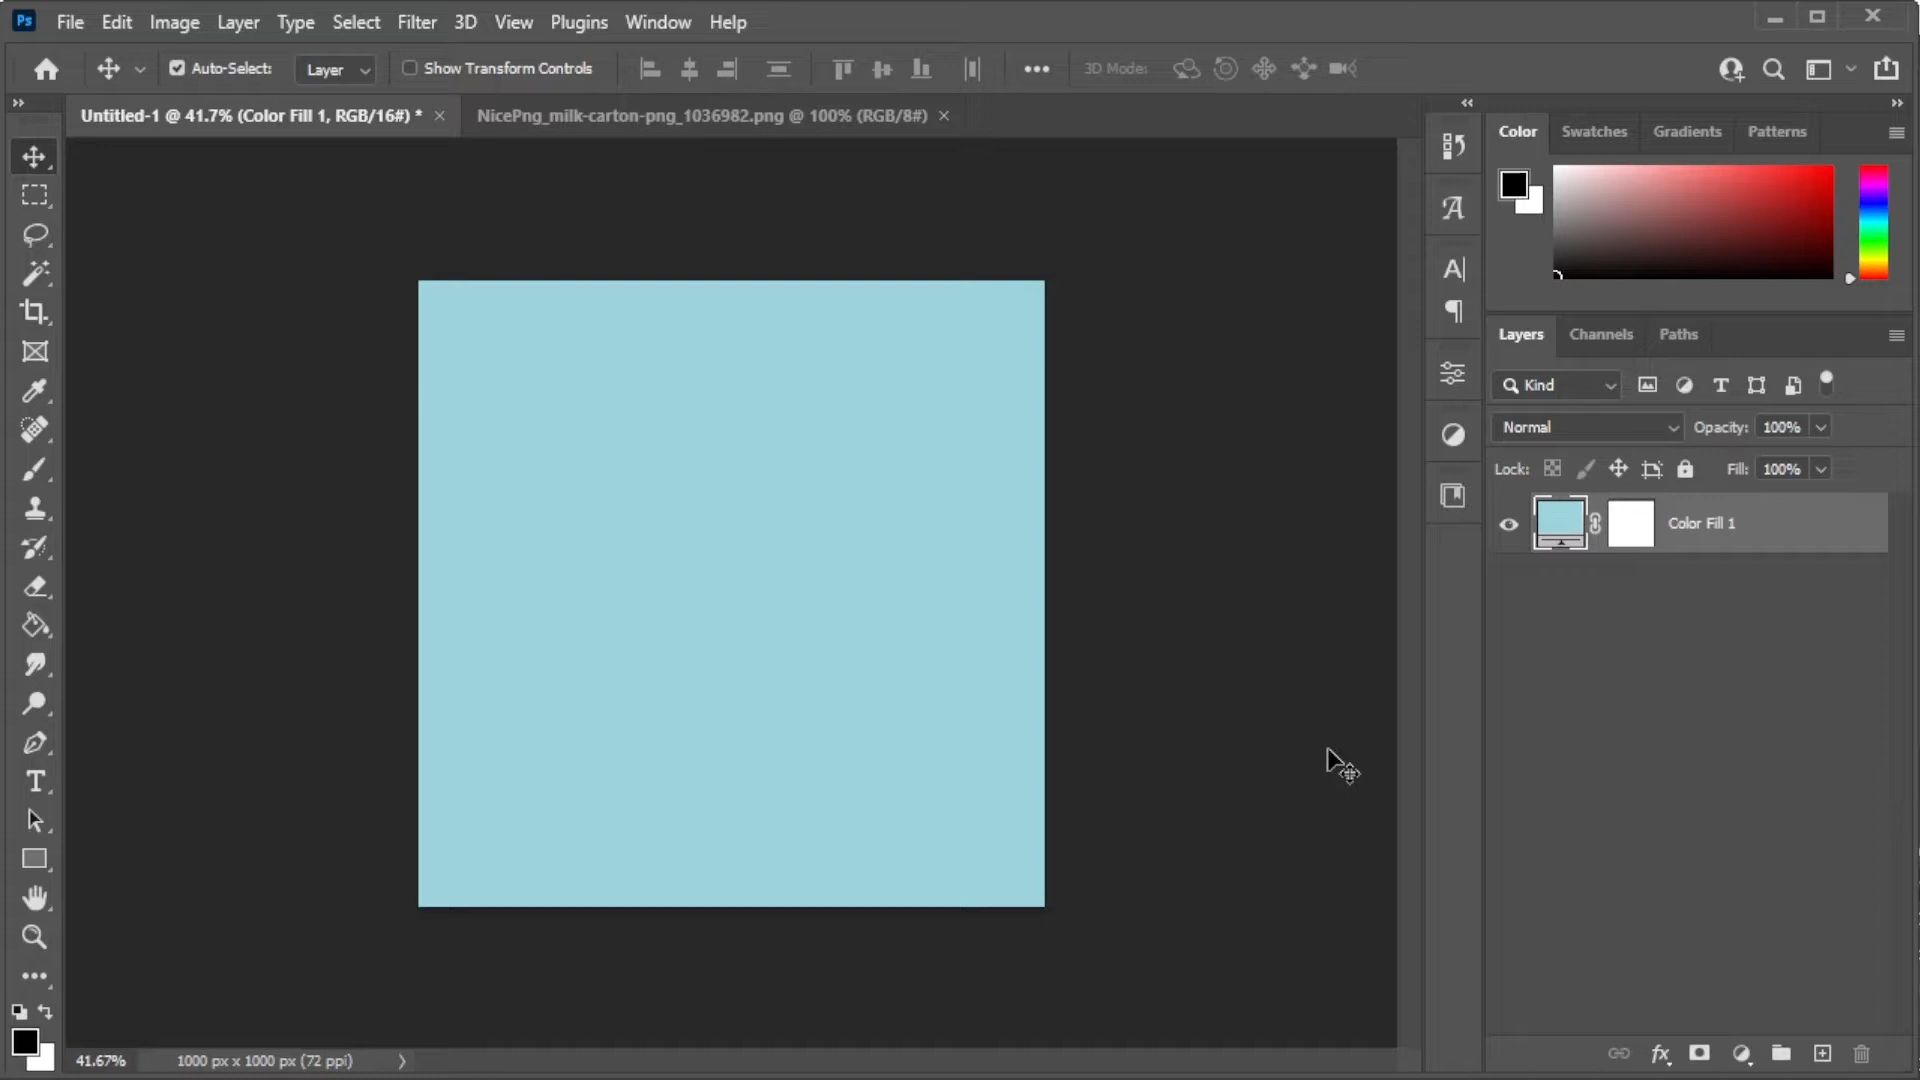 Ps File Edit Image Layer Type Select Filter 3D View Plugins Window Help
Auto-Select: Layer Show Transform Controls 3D Mode:
Untitled-1 @ 41.7% (Color Fill 1, RGB/16#) * × NicePng_milk-carton-png_1036982.png @ 100% (RGB/8#) ×
Color Swatches Gradients Patterns
Layers Channels Paths
Kind
Normal Opacity: 100%
Lock: Fill: 100%
Color Fill 1
41.67% 1000 px x 1000 px (72 ppi)